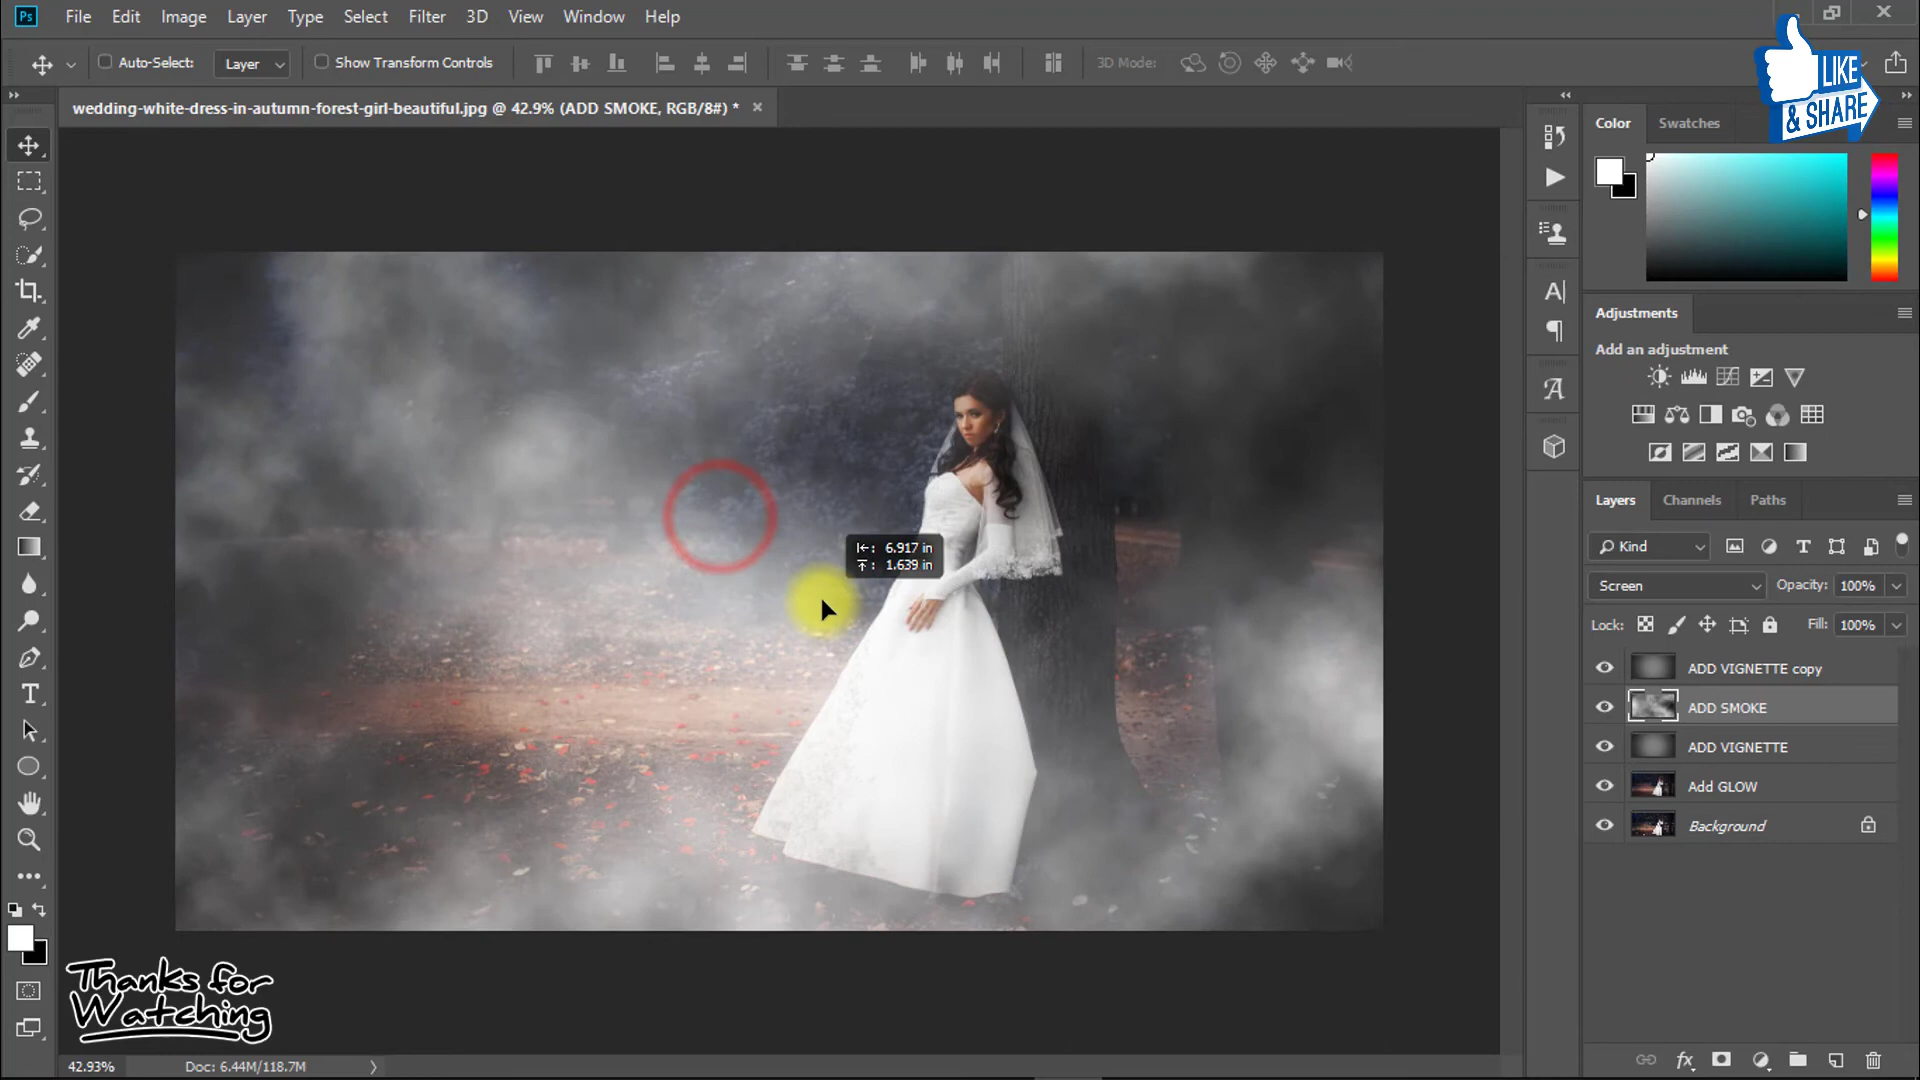 Ps File Edit Image Layer Type Select Filter 3D View Window Help
Auto-Select: Layer Show Transform Controls 3D Mode:
LIKE
& SHARE
wedding-white-dress-in-autumn-forest-girl-beautiful.jpg @ 42.9% (ADD SMOKE, RGB/8#) * ×
Color Swatches
Adjustments
Add an adjustment
6.917 in
1.639 in
Layers Channels Paths
Kind
Screen Opacity: 100%
Lock: Fill: 100%
ADD VIGNETTE copy
ADD SMOKE
ADD VIGNETTE
Add GLOW
Background
Thanks for
Watching
42.93% Doc: 6.44M/118.7M